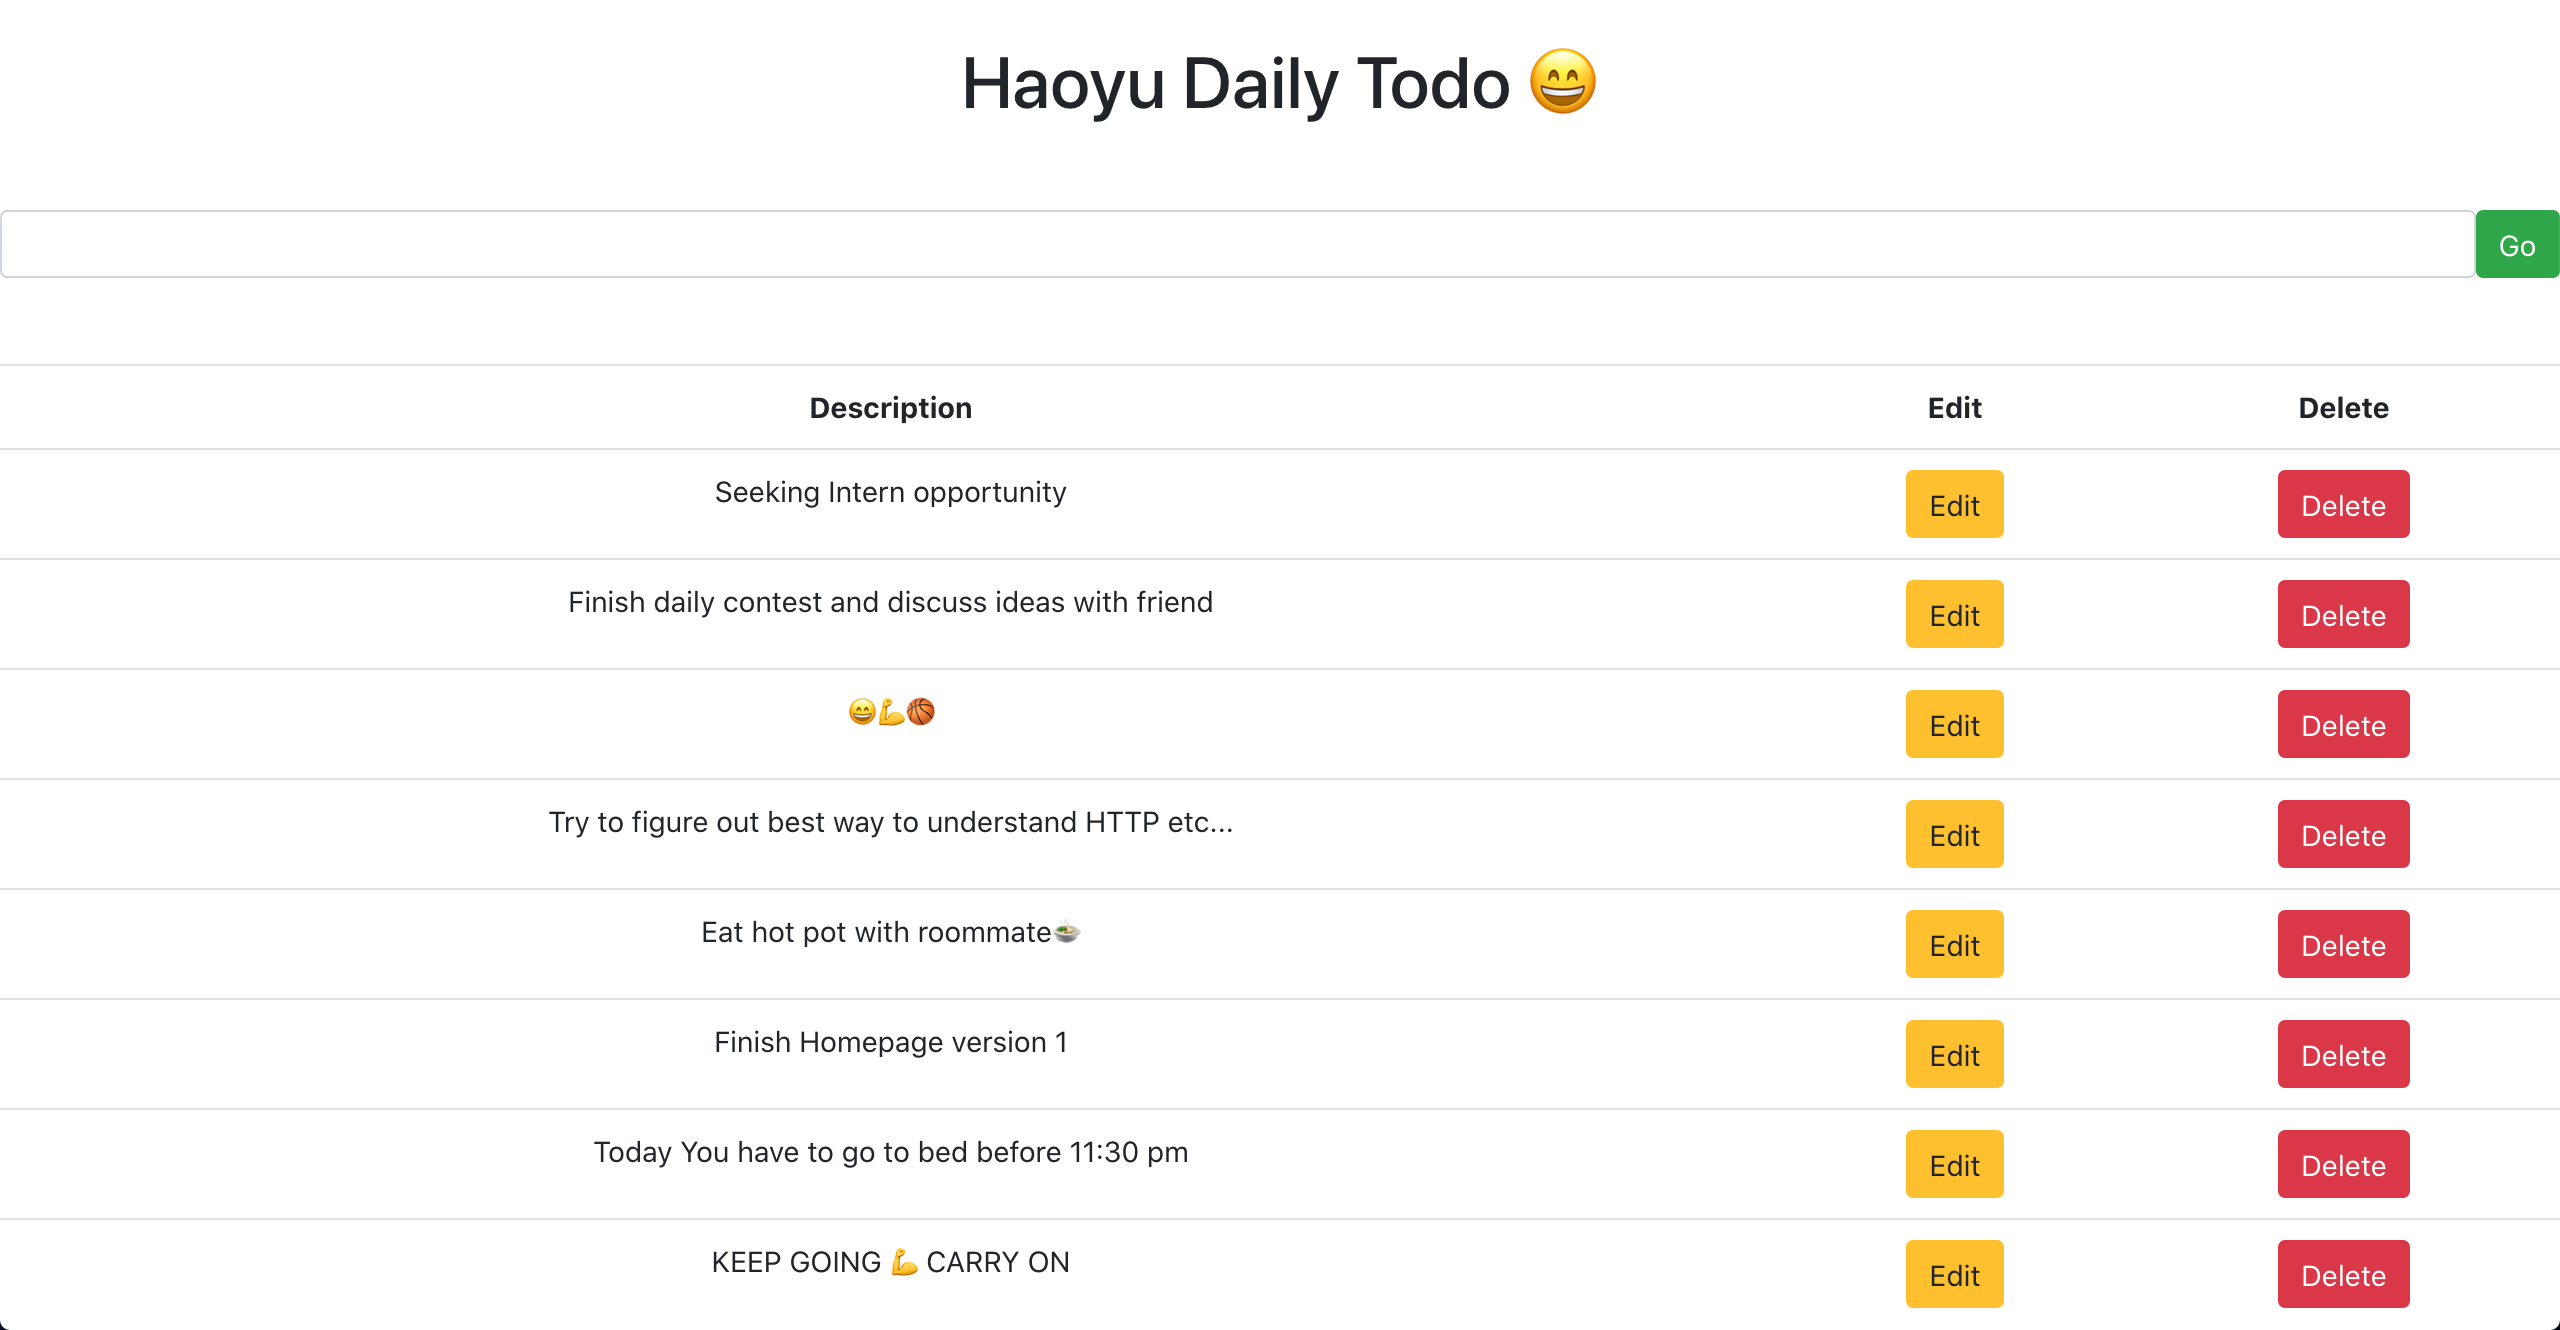 Haoyu Daily Todo 😄
Go
Description Edit Delete
Seeking Intern opportunity Edit Delete
Finish daily contest and discuss ideas with friend Edit Delete
😄💪🏀 Edit Delete
Try to figure out best way to understand HTTP etc... Edit Delete
Eat hot pot with roommate🍲 Edit Delete
Finish Homepage version 1 Edit Delete
Today You have to go to bed before 11:30 pm Edit Delete
KEEP GOING 💪 CARRY ON Edit Delete